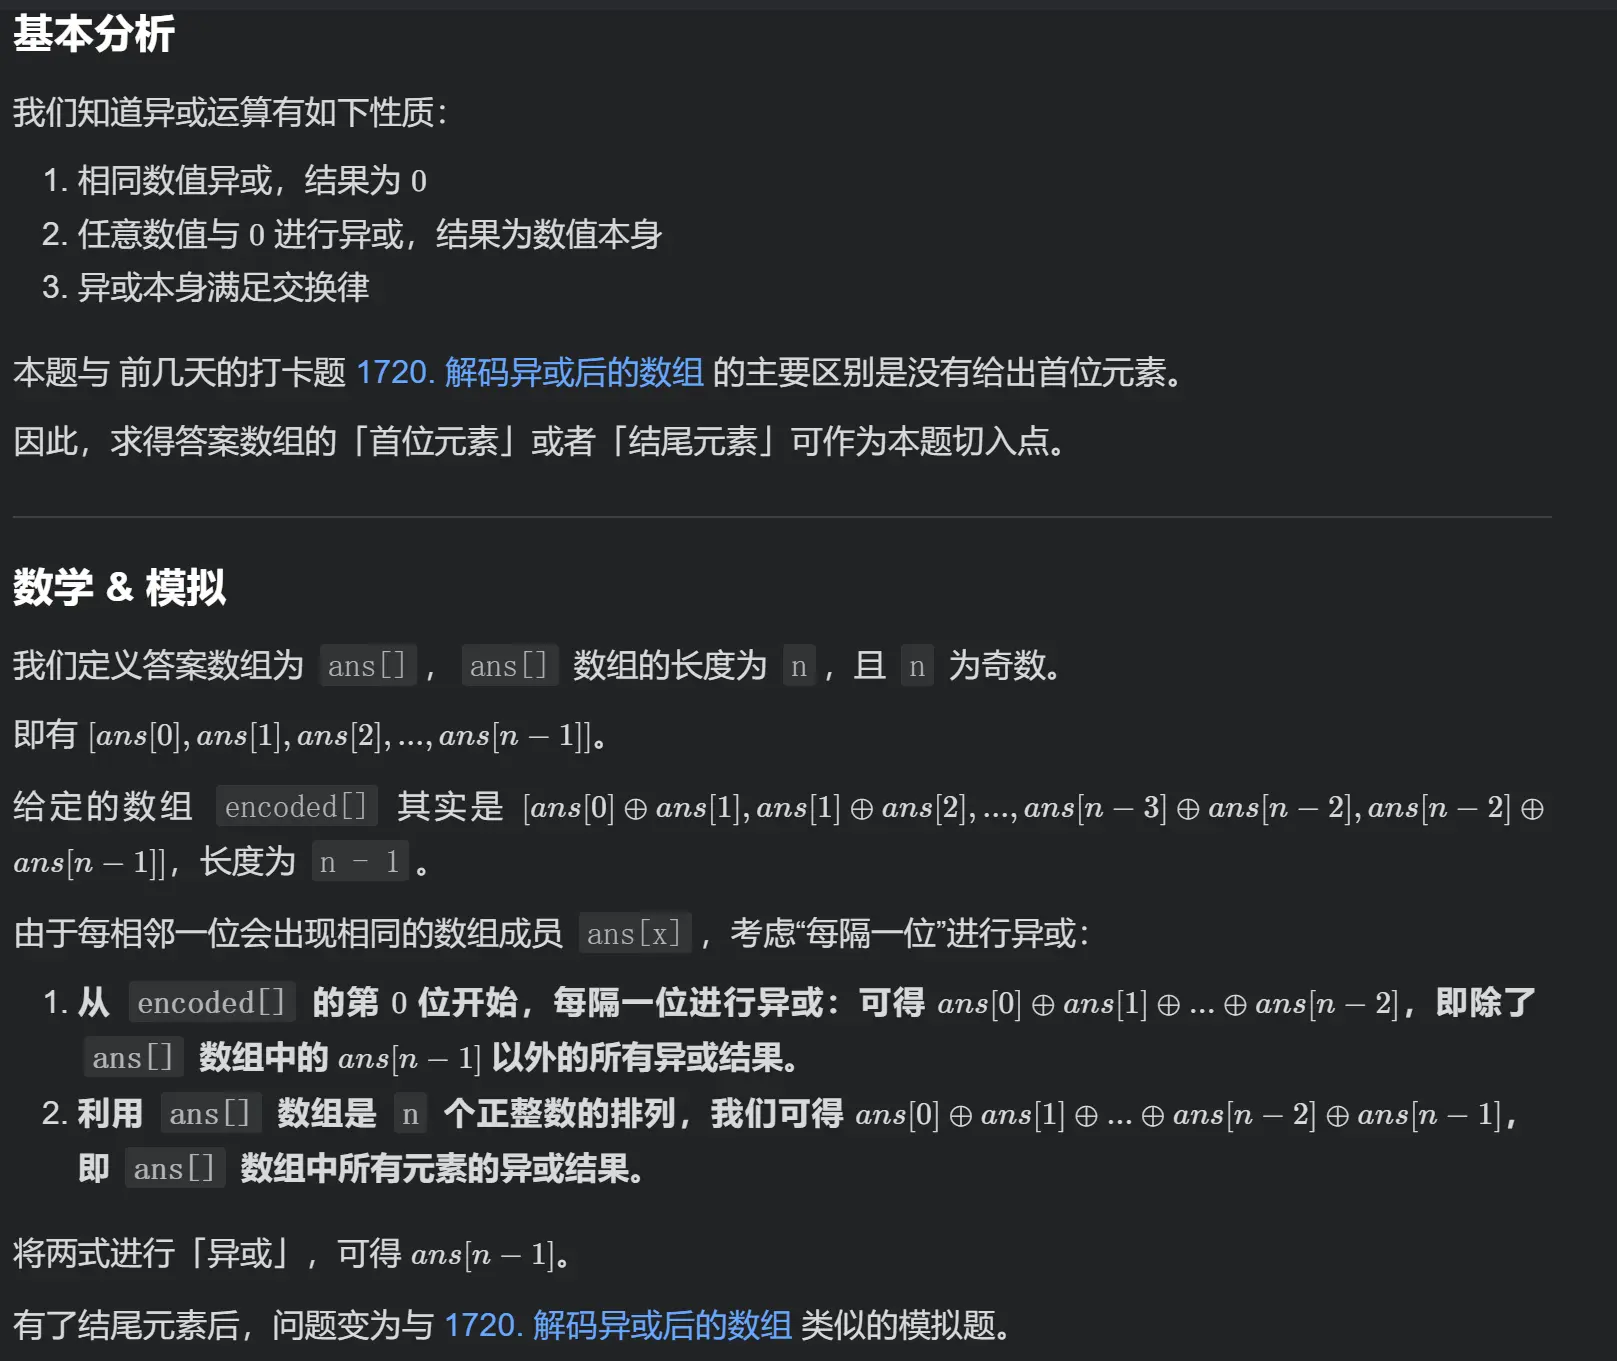 基本分析
我们知道异或运算有如下性质：
1. 相同数值异或，结果为 0
2. 任意数值与 0 进行异或，结果为数值本身
3. 异或本身满足交换律
本题与 前几天的打卡题 1720. 解码异或后的数组 的主要区别是没有给出首位元素。
因此，求得答案数组的「首位元素」或者「结尾元素」可作为本题切入点。
数学 & 模拟
我们定义答案数组为 ans[]，ans[] 数组的长度为 n，且 n 为奇数。
即有 [ans[0], ans[1], ans[2], ..., ans[n − 1]]。
给定的数组 encoded[] 其实是 [ans[0] ⊕ ans[1], ans[1] ⊕ ans[2], ..., ans[n − 3] ⊕ ans[n − 2], ans[n − 2] ⊕
ans[n − 1]]，长度为 n - 1。
由于每相邻一位会出现相同的数组成员 ans[x]，考虑“每隔一位”进行异或：
1. 从 encoded[] 的第 0 位开始，每隔一位进行异或：可得 ans[0] ⊕ ans[1] ⊕ ... ⊕ ans[n − 2]，即除了
ans[] 数组中的 ans[n − 1] 以外的所有异或结果。
2. 利用 ans[] 数组是 n 个正整数的排列，我们可得 ans[0] ⊕ ans[1] ⊕ ... ⊕ ans[n − 2] ⊕ ans[n − 1]，
即 ans[] 数组中所有元素的异或结果。
将两式进行「异或」，可得 ans[n − 1]。
有了结尾元素后，问题变为与 1720. 解码异或后的数组 类似的模拟题。